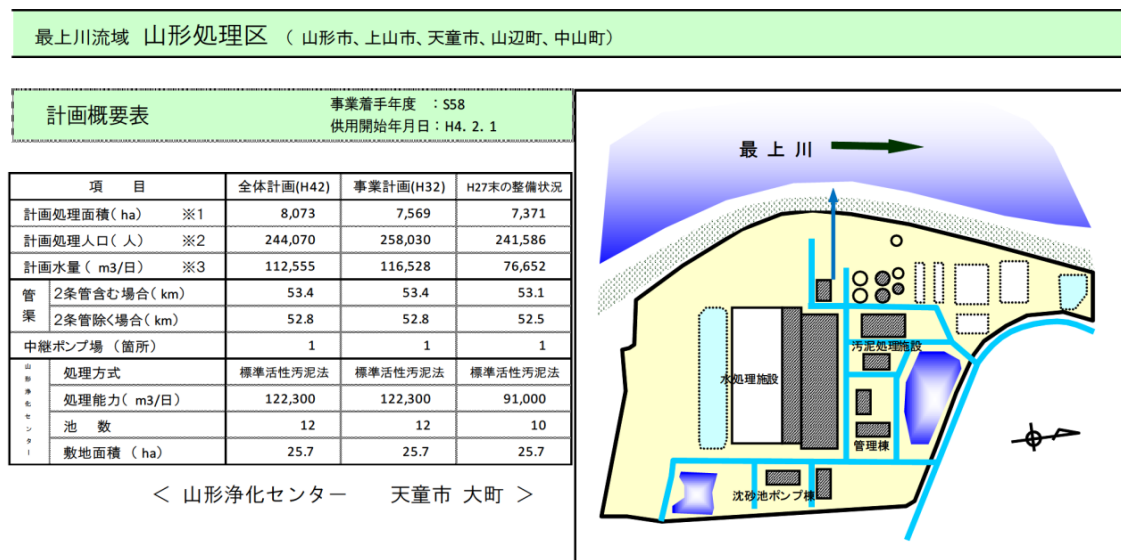 最上川流域 山形処理区 （ 山形市、上山市、天童市、山辺町、中山町）
計画概要表
事業着手年度 ：S58
供用開始年月日：H4. 2. 1
項 目 全体計画(H42) 事業計画(H32) H27末の整備状況
計画処理面積( ha) ※1 8,073 7,569 7,371
計画処理人口( 人) ※2 244,070 258,030 241,586
計画水量( m3/日) ※3 112,555 116,528 76,652
管渠 2条管含む場合( km) 53.4 53.4 53.1
2条管除く場合( km) 52.8 52.8 52.5
中継ポンプ場 （箇所） 1 1 1
山形浄化センター 処理方式 標準活性汚泥法 標準活性汚泥法 標準活性汚泥法
処理能力( m3/日) 122,300 122,300 91,000
池 数 12 12 10
敷地面積 （ ha) 25.7 25.7 25.7
＜ 山形浄化センター 天童市 大町 ＞
最 上 川
汚泥処理施設
水処理施設
管理棟
沈砂池ポンプ棟